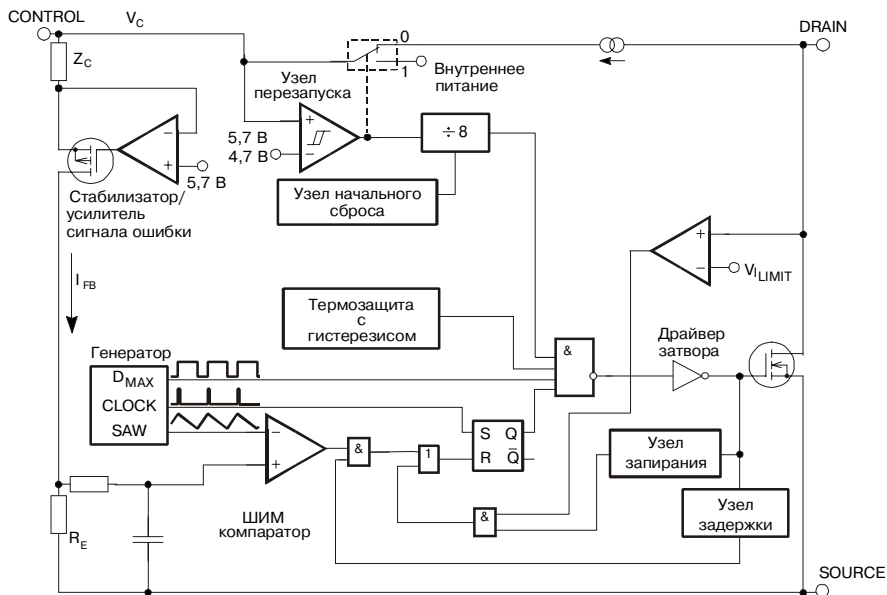 CONTROL
V_C
0
DRAIN
Z_C
1
Внутреннее
питание
Узел
перезапуска
+
5,7 В
4,7 В
−
÷ 8
−
+
5,7 В
Стабилизатор/
усилитель
сигнала ошибки
Узел начального
сброса
+
−
V_I_LIMIT
I_FB
Термозащита
с
гистерезисом
Генератор
D_MAX
CLOCK
SAW
&
Драйвер
затвора
−
+
S Q
R Q̅
&
1
Узел
запирания
ШИМ
компаратор
&
Узел
задержки
R_E
SOURCE